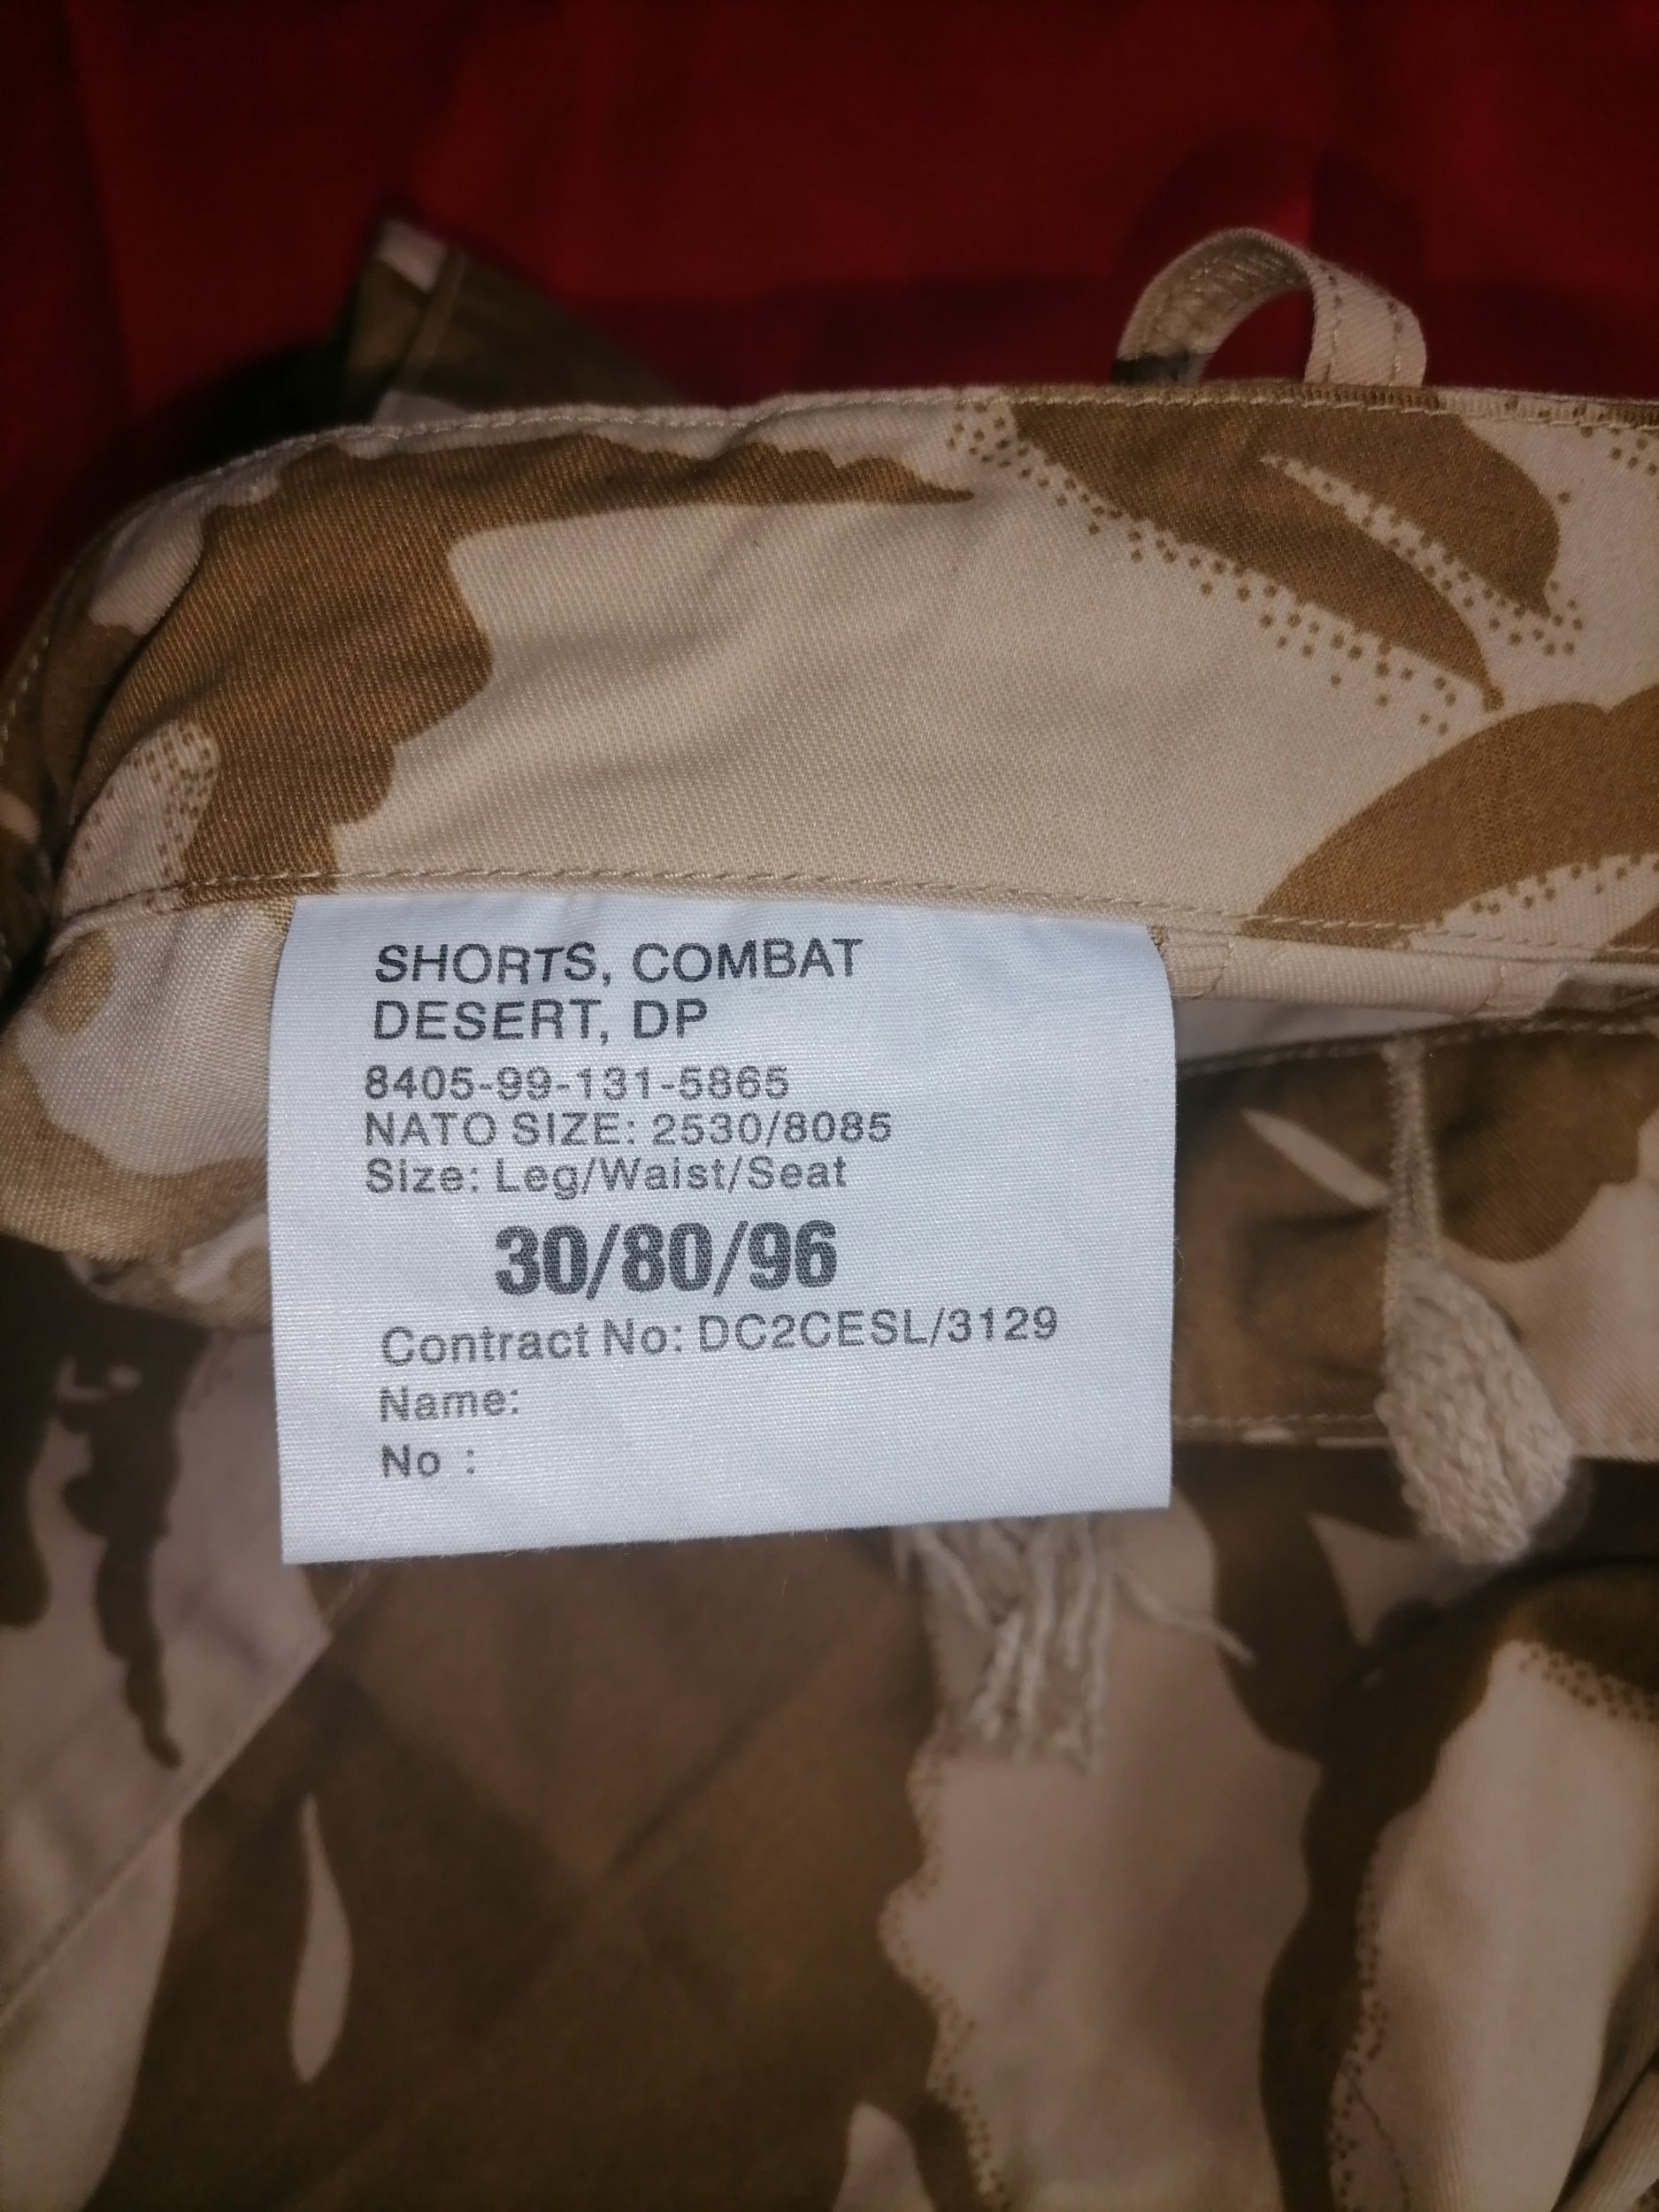 SHORTS, COMBAT
DESERT, DP
8405-99-131-5865
NATO SIZE: 2530/8085
Size: Leg/Waist/Seat
30/80/96
Contract No: DC2CESL/3129
Name:
No :